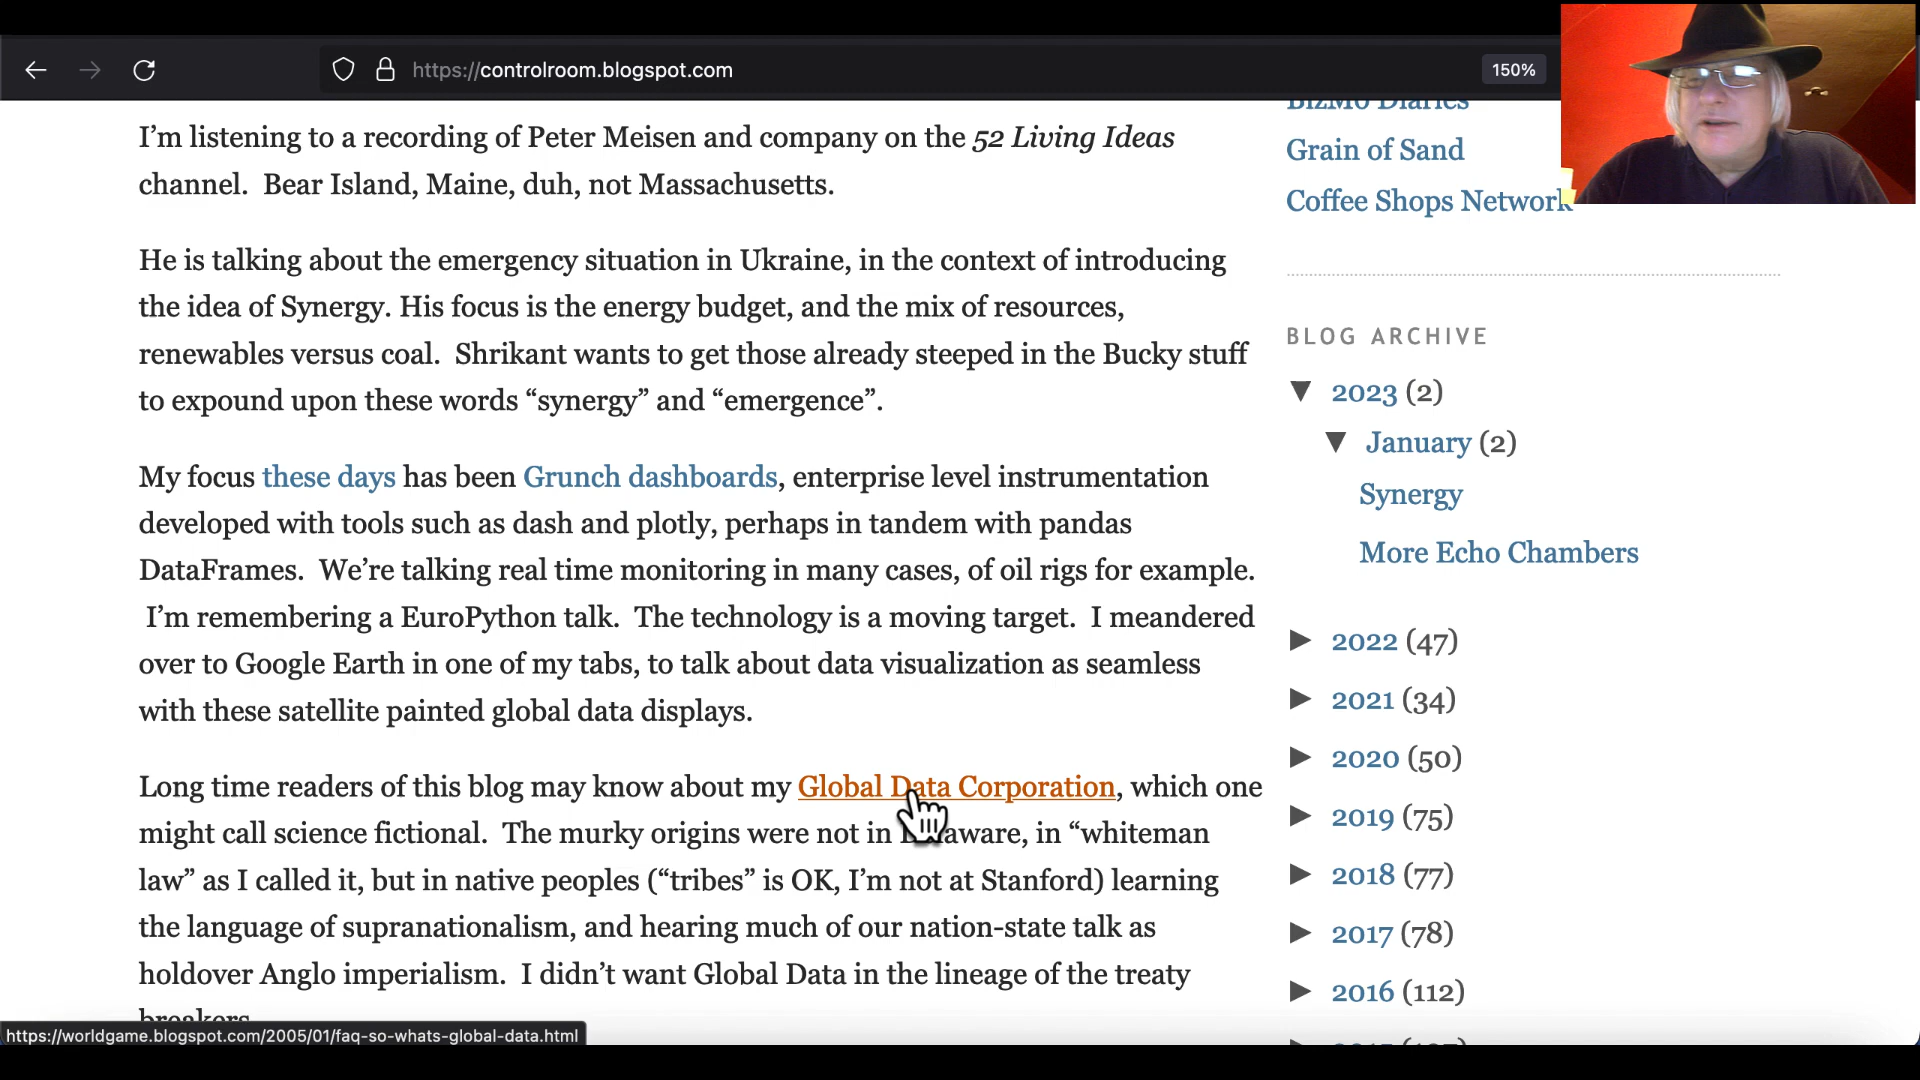 https://controlroom.blogspot.com
150%
I’m listening to a recording of Peter Meisen and company on the 52 Living Ideas
channel.  Bear Island, Maine, duh, not Massachusetts.
He is talking about the emergency situation in Ukraine, in the context of introducing
the idea of Synergy. His focus is the energy budget, and the mix of resources,
renewables versus coal.  Shrikant wants to get those already steeped in the Bucky stuff
to expound upon these words “synergy” and “emergence”.
My focus these days has been Grunch dashboards, enterprise level instrumentation
developed with tools such as dash and plotly, perhaps in tandem with pandas
DataFrames.  We’re talking real time monitoring in many cases, of oil rigs for example.
I’m remembering a EuroPython talk.  The technology is a moving target.  I meandered
over to Google Earth in one of my tabs, to talk about data visualization as seamless
with these satellite painted global data displays.
Long time readers of this blog may know about my Global Data Corporation, which one
might call science fictional.  The murky origins were not in Delaware, in “whiteman
law” as I called it, but in native peoples (“tribes” is OK, I’m not at Stanford) learning
the language of supranationalism, and hearing much of our nation-state talk as
holdover Anglo imperialism.  I didn’t want Global Data in the lineage of the treaty
breakers
https://worldgame.blogspot.com/2005/01/faq-so-whats-global-data.html
BizMo Diaries
Grain of Sand
Coffee Shops Network
BLOG ARCHIVE
▼ 2023 (2)
▼ January (2)
Synergy
More Echo Chambers
► 2022 (47)
► 2021 (34)
► 2020 (50)
► 2019 (75)
► 2018 (77)
► 2017 (78)
► 2016 (112)